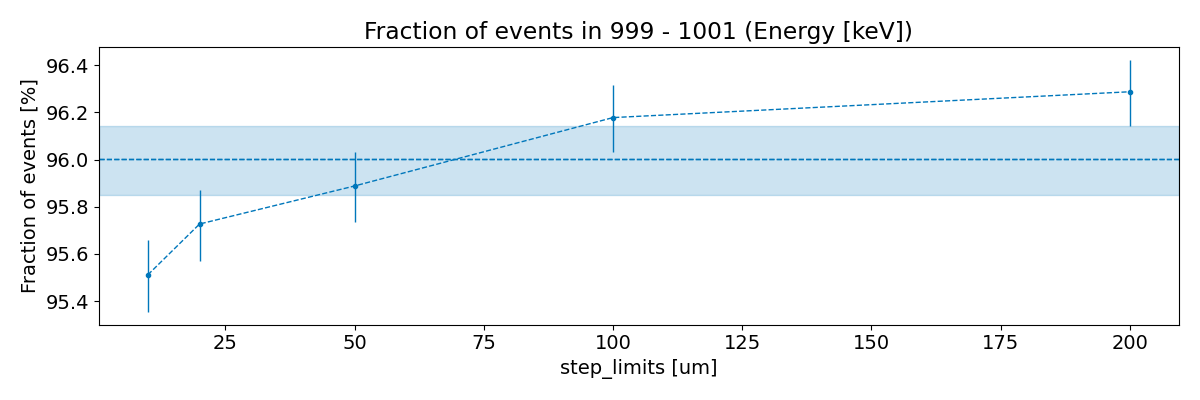 Fraction of events in 999 - 1001 (Energy [keV])
Fraction of events [%]
96.4
96.2
96.0
95.8
95.6
95.4
25 50 75 100 125 150 175 200
step_limits [um]